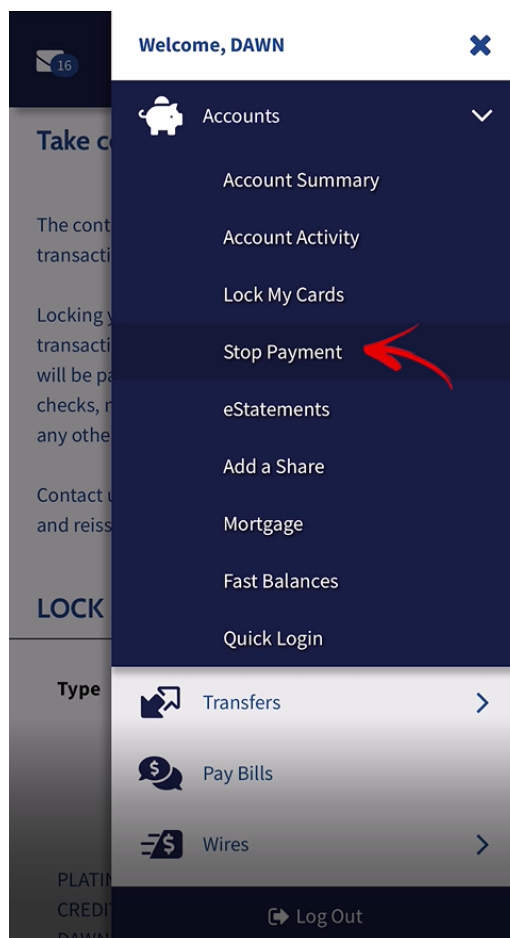 16
Welcome, DAWN
Accounts
Account Summary
Account Activity
Lock My Cards
Stop Payment
eStatements
Add a Share
Mortgage
Fast Balances
Quick Login
Transfers
Pay Bills
Wires
Log Out
Take
The cont
transacti
Locking
transacti
will be pa
checks, r
any othe
Contact
and reiss
LOCK
Type
PLATIN
CREDI
DAWN